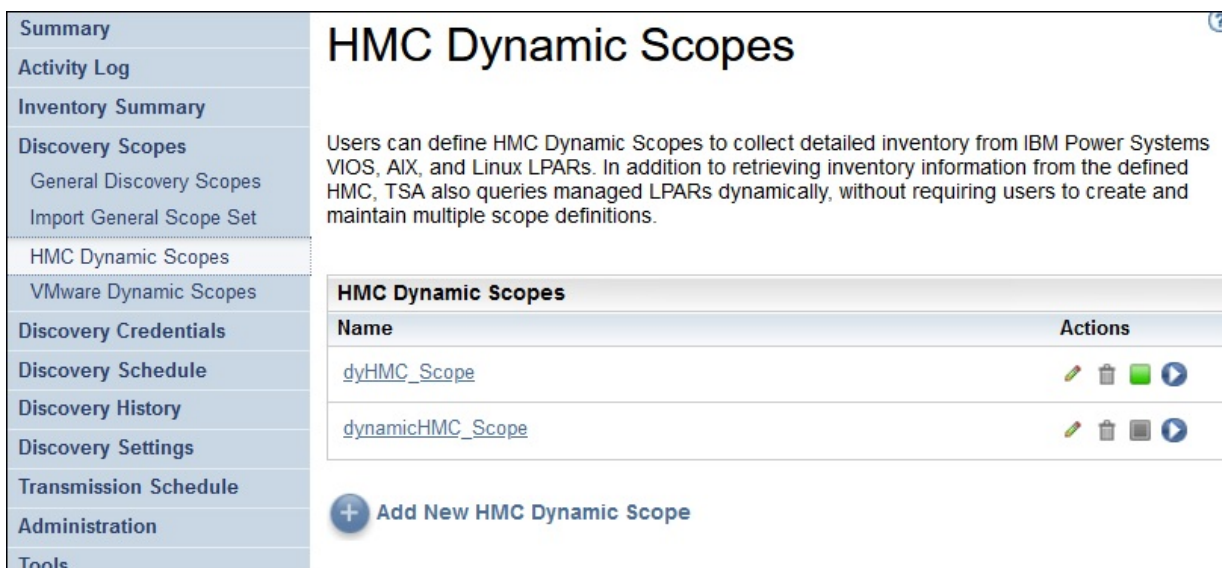 Summary
Activity Log
Inventory Summary
Discovery Scopes
General Discovery Scopes
Import General Scope Set
HMC Dynamic Scopes
VMware Dynamic Scopes
Discovery Credentials
Discovery Schedule
Discovery History
Discovery Settings
Transmission Schedule
Administration
Tools
HMC Dynamic Scopes
Users can define HMC Dynamic Scopes to collect detailed inventory from IBM Power Systems
VIOS, AIX, and Linux LPARs. In addition to retrieving inventory information from the defined
HMC, TSA also queries managed LPARs dynamically, without requiring users to create and
maintain multiple scope definitions.
HMC Dynamic Scopes
Name Actions
dyHMC_Scope
dynamicHMC_Scope
Add New HMC Dynamic Scope